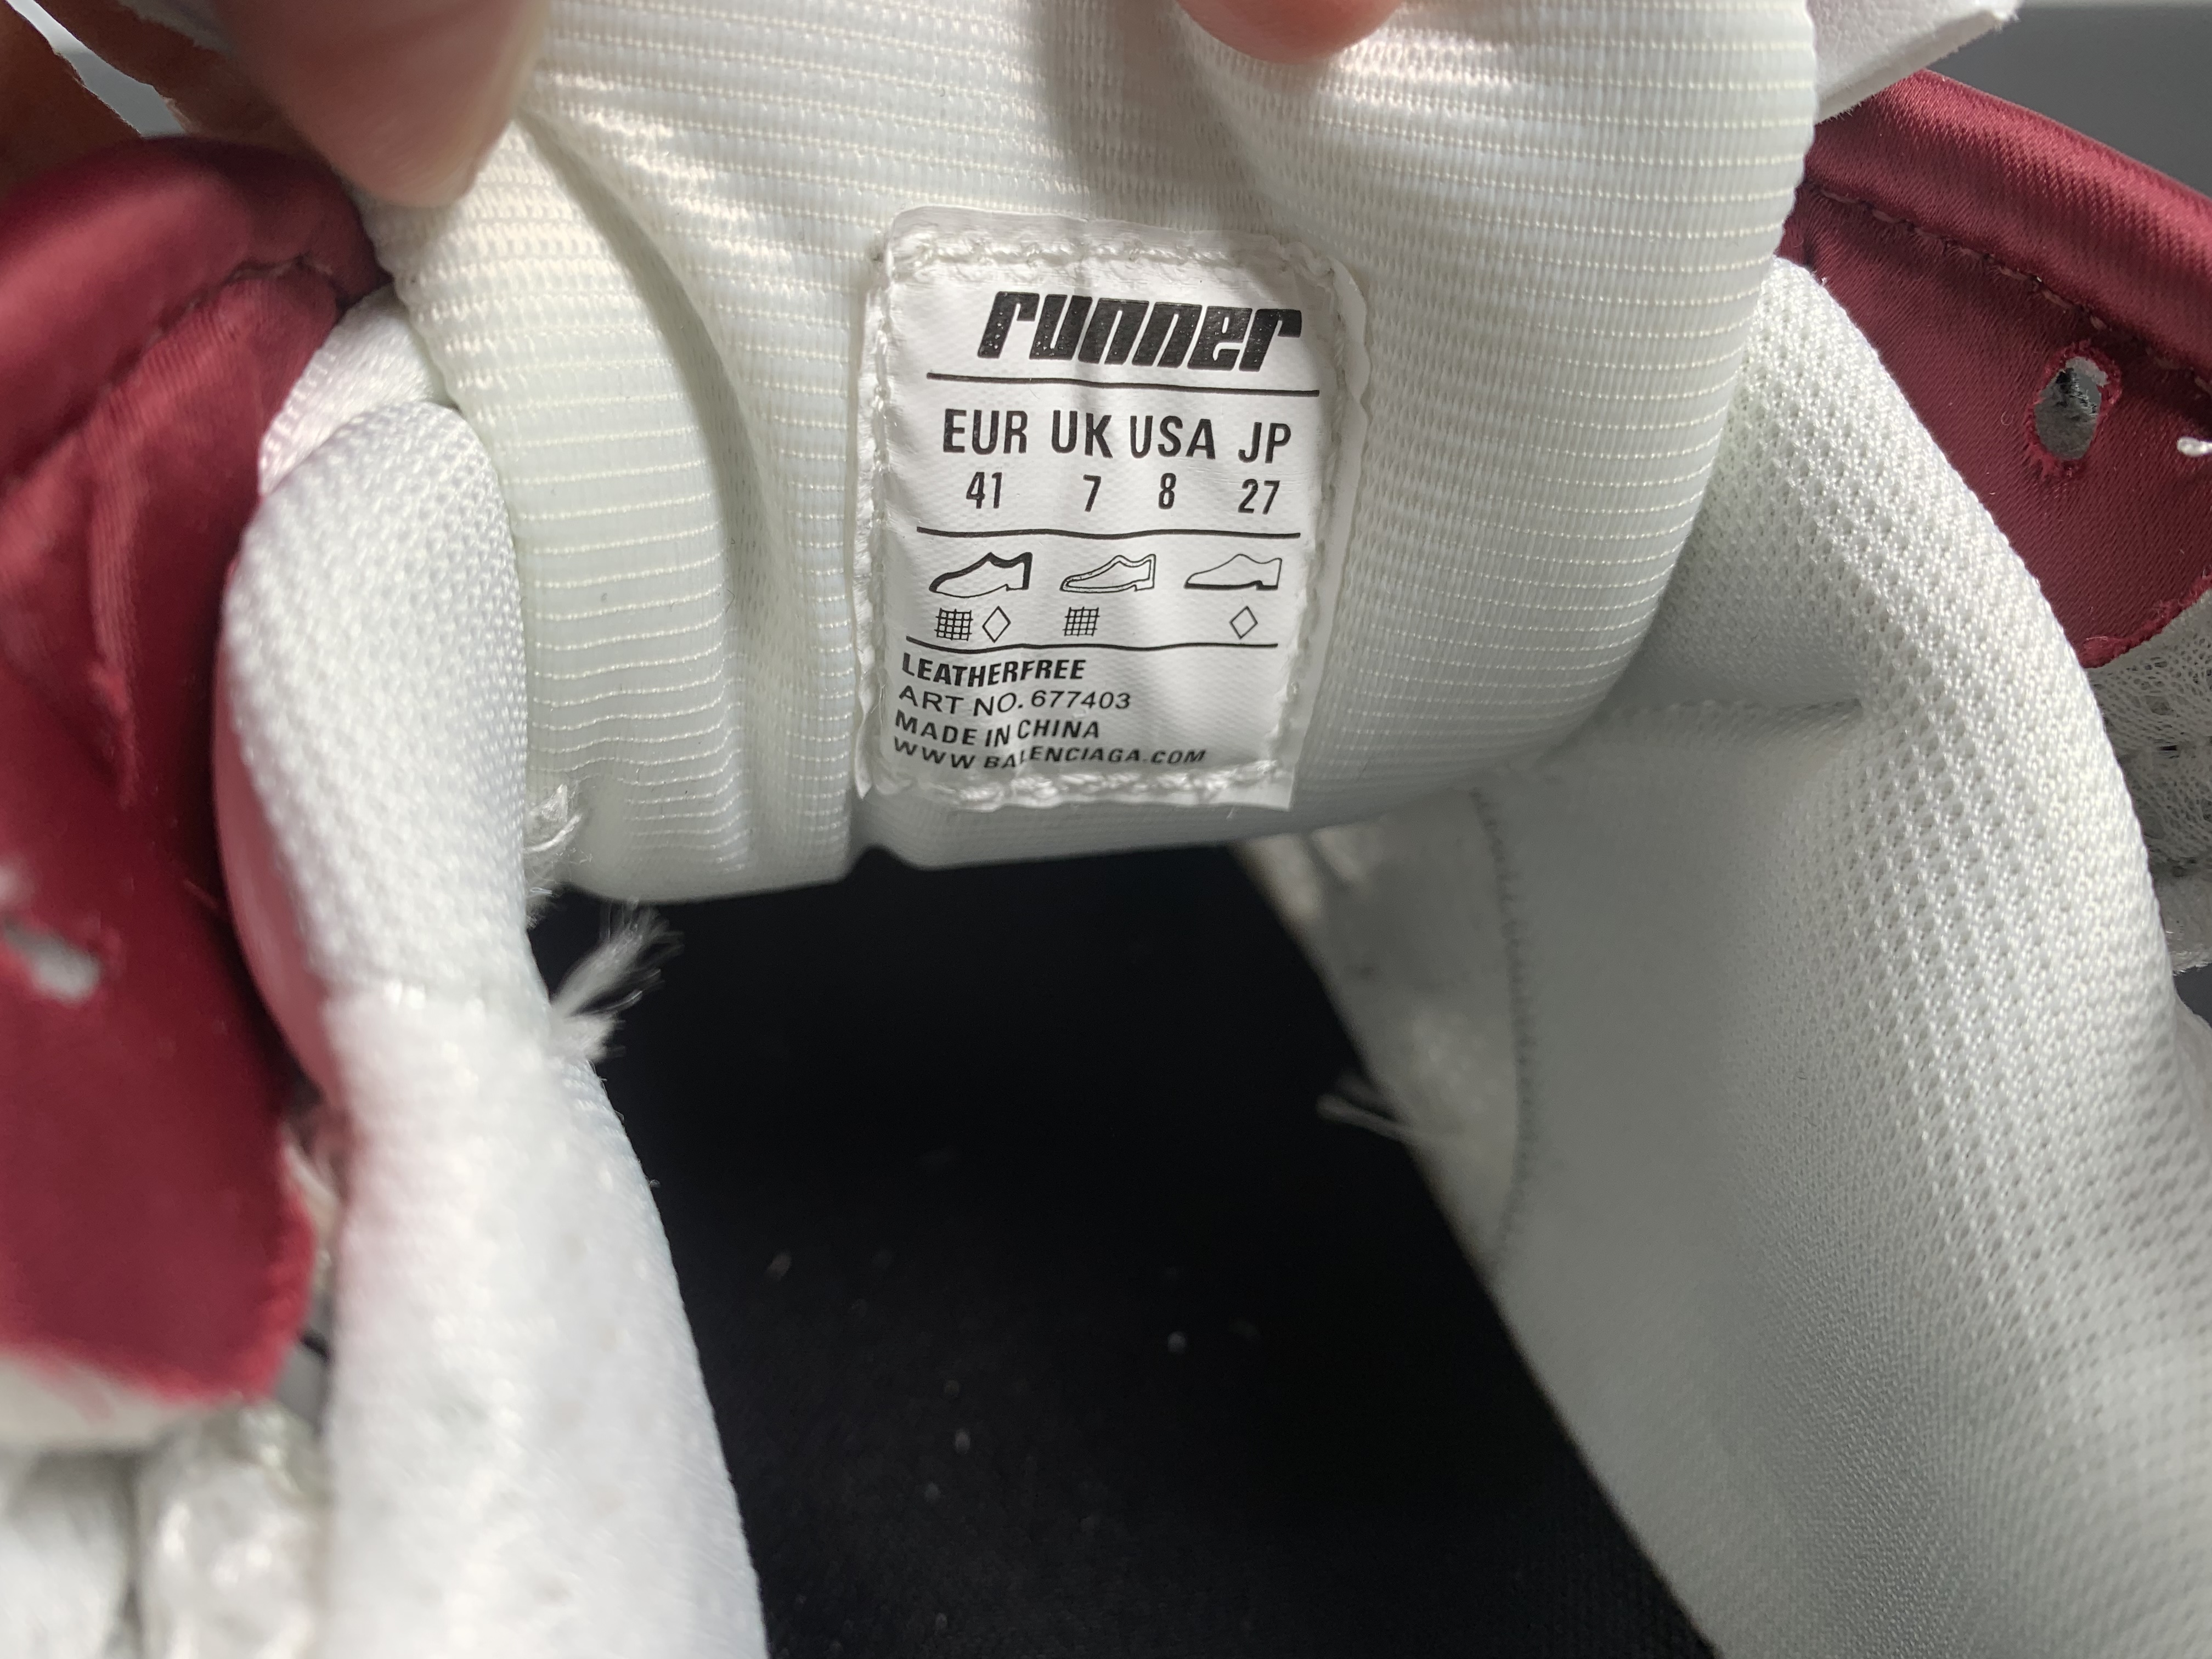 runner
EUR UK USA JP
41 7 8 27
LEATHERFREE
ART NO. 677403
MADE IN CHINA
WWW BALENCIAGA.COM